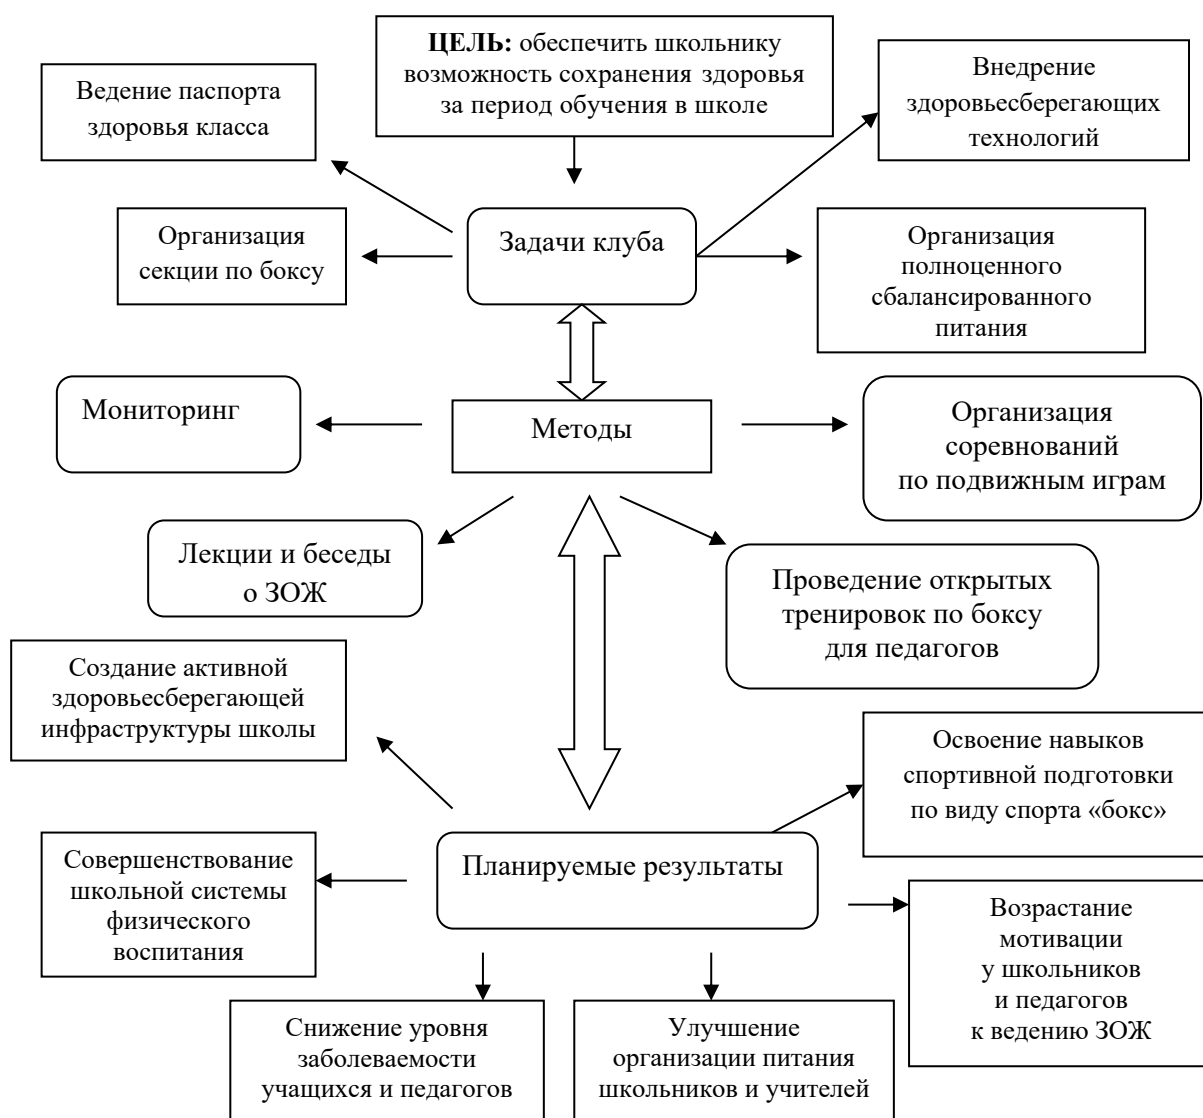 ЦЕЛЬ: обеспечить школьнику
возможность сохранения здоровья
за период обучения в школе
Ведение паспорта
здоровья класса
Внедрение
здоровьесберегающих
технологий
Организация
секции по боксу
Задачи клуба
Организация
полноценного
сбалансированного
питания
Мониторинг
Методы
Организация
соревнований
по подвижным играм
Лекции и беседы
о ЗОЖ
Проведение открытых
тренировок по боксу
для педагогов
Создание активной
здоровьесберегающей
инфраструктуры школы
Освоение навыков
спортивной подготовки
по виду спорта «бокс»
Совершенствование
школьной системы
физического
воспитания
Планируемые результаты
Возрастание
мотивации
у школьников
и педагогов
к ведению ЗОЖ
Снижение уровня
заболеваемости
учащихся и педагогов
Улучшение
организации питания
школьников и учителей